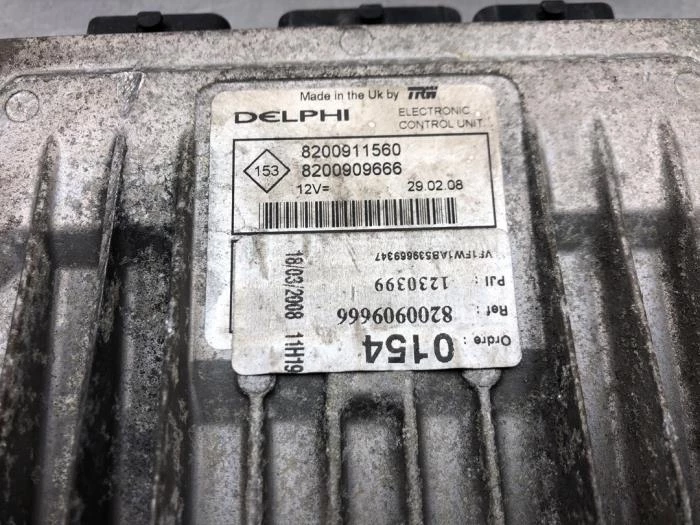 Made in the Uk by TRW
DELPHI
ELECTRONIC
CONTROL UNIT
153
8200911560
8200909666
12V=
29.02.08
Ordre : 0154
Ref : 8200909666
PJI : 1230399
VF1FW1AB539669347
18/03/2008 11H19